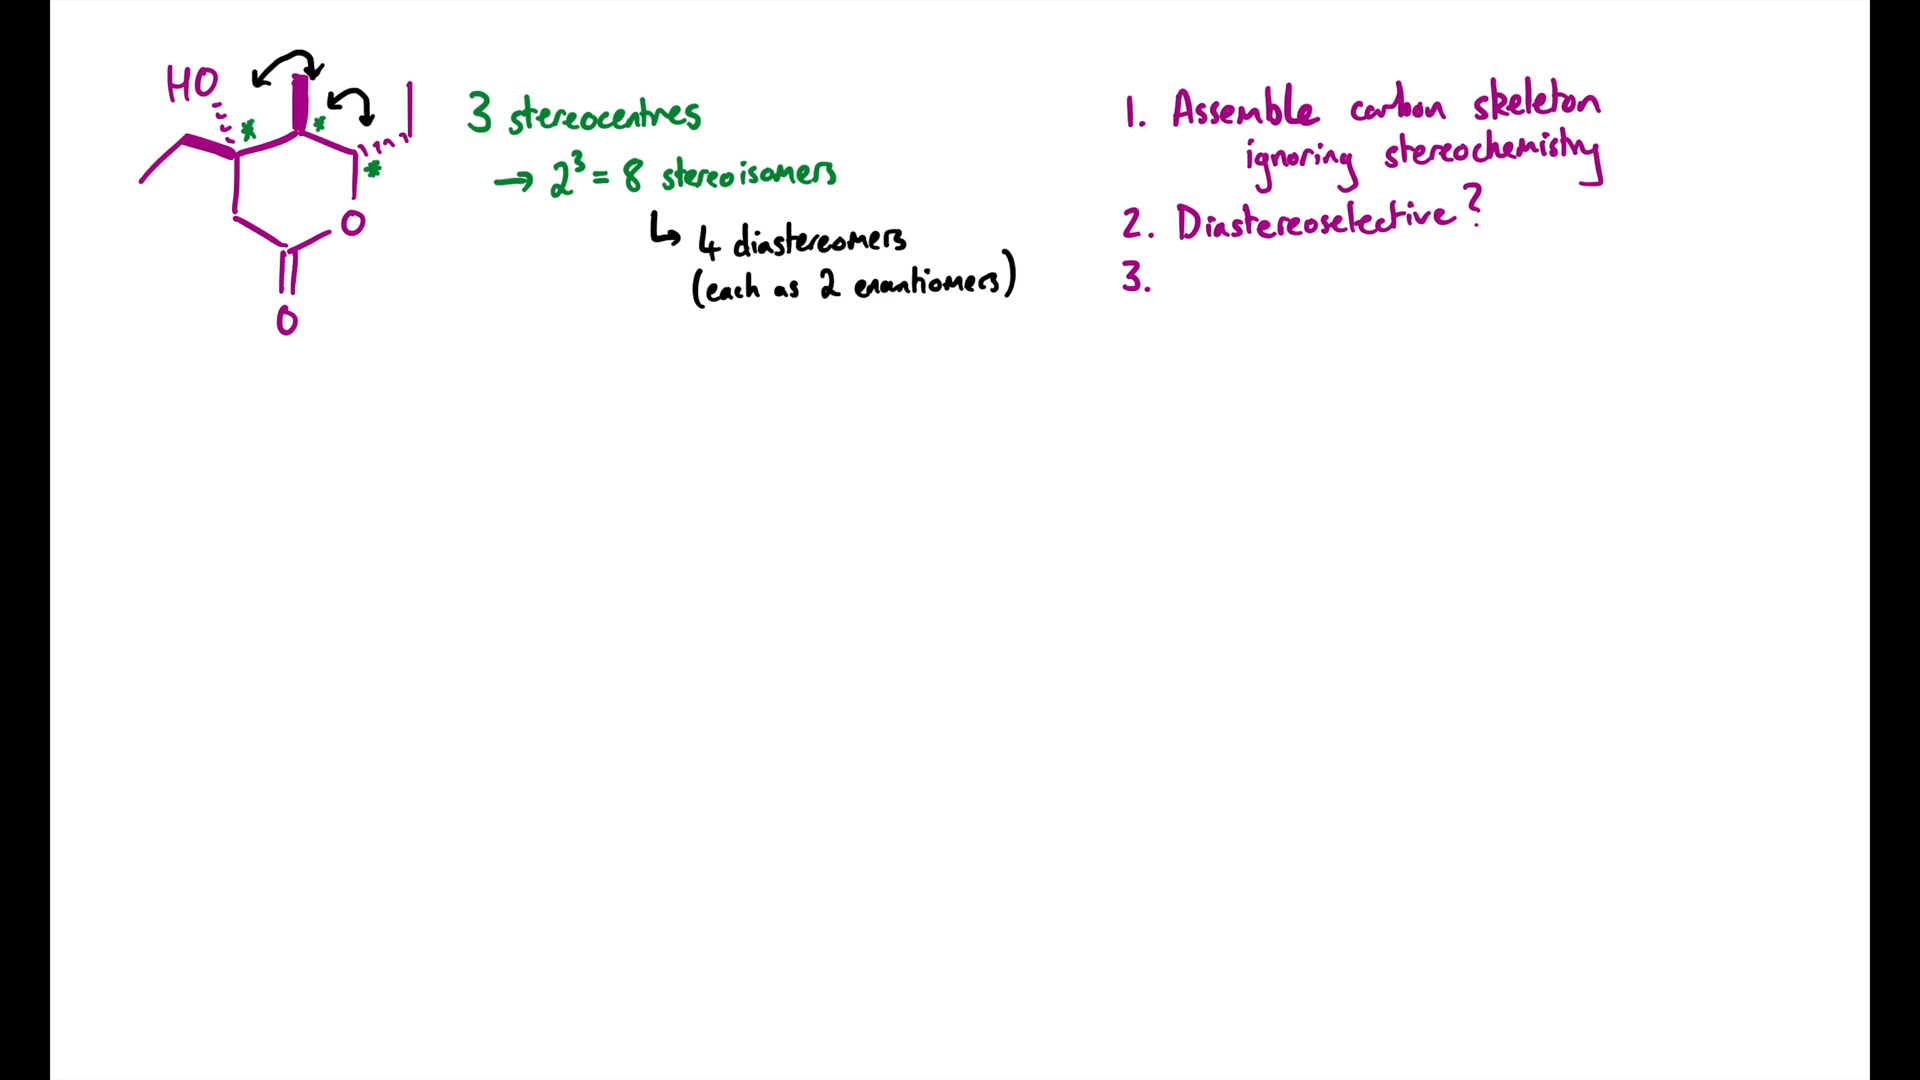 HO
*
*
*
O
O
3 stereocentres
→ 2³ = 8 stereoisomers
↳ 4 diastereomers
(each as 2 enantiomers)
1. Assemble carbon skeleton
ignoring stereochemistry
2. Diastereoselective?
3.